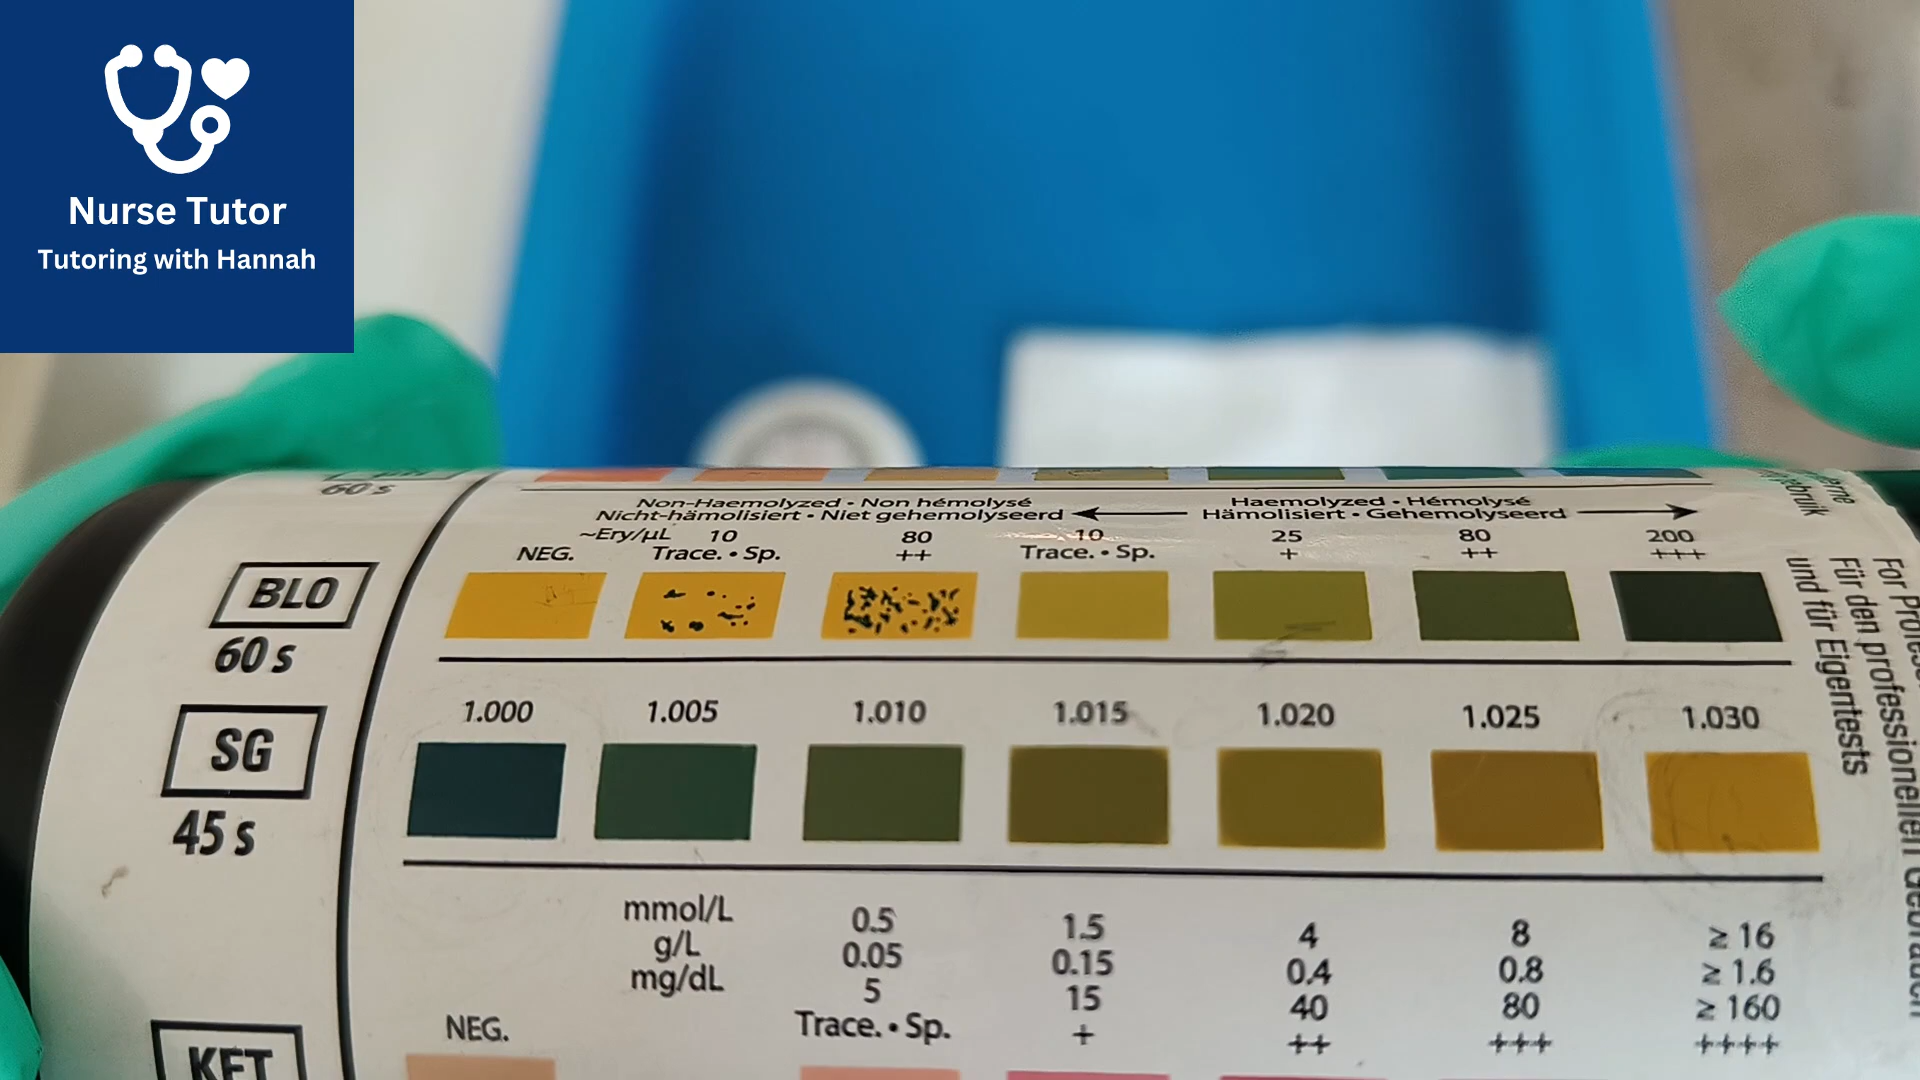 Nurse Tutor
Tutoring with Hannah
pH
60 s
Non-Haemolyzed • Non hémolysé
Nicht-hämolisiert • Niet gehemolyseerd
Haemolyzed • Hémolysé
Hämolisiert • Gehemolyseerd
~Ery/µL 10 80 10 25 80 200
NEG. Trace. • Sp. ++ Trace. • Sp. + ++ +++
BLO
60 s
1.000 1.005 1.010 1.015 1.020 1.025 1.030
SG
45 s
mmol/L 0.5 1.5 4 8 ≥ 16
g/L 0.05 0.15 0.4 0.8 ≥ 1.6
mg/dL 5 15 40 80 ≥ 160
NEG. Trace. • Sp. + ++ +++ ++++
KET
Für den professionellen Gebrauch
und für Eigentests